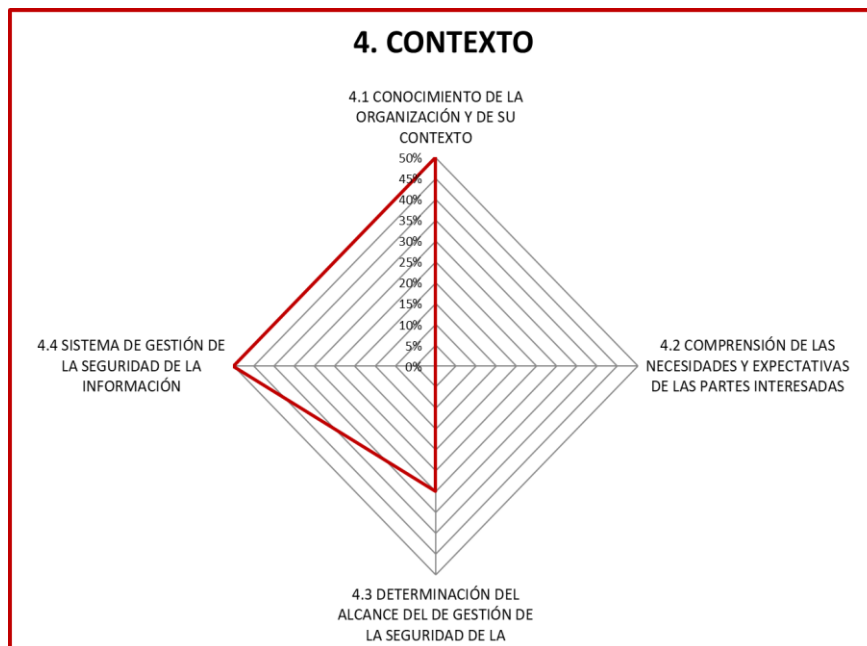 4. CONTEXTO
4.1 CONOCIMIENTO DE LA
ORGANIZACIÓN Y DE SU
CONTEXTO
50%
45%
40%
35%
30%
25%
20%
15%
10%
5%
0%
4.4 SISTEMA DE GESTIÓN DE
LA SEGURIDAD DE LA
INFORMACIÓN
4.2 COMPRENSIÓN DE LAS
NECESIDADES Y EXPECTATIVAS
DE LAS PARTES INTERESADAS
4.3 DETERMINACIÓN DEL
ALCANCE DEL DE GESTIÓN DE
LA SEGURIDAD DE LA